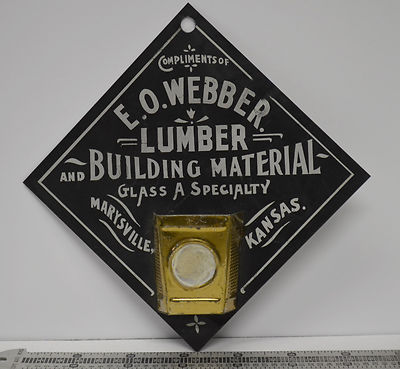 COMPLIMENTS OF
E.O. WEBBER.
LUMBER
AND BUILDING MATERIAL
GLASS A SPECIALTY
MARYSVILLE, KANSAS.